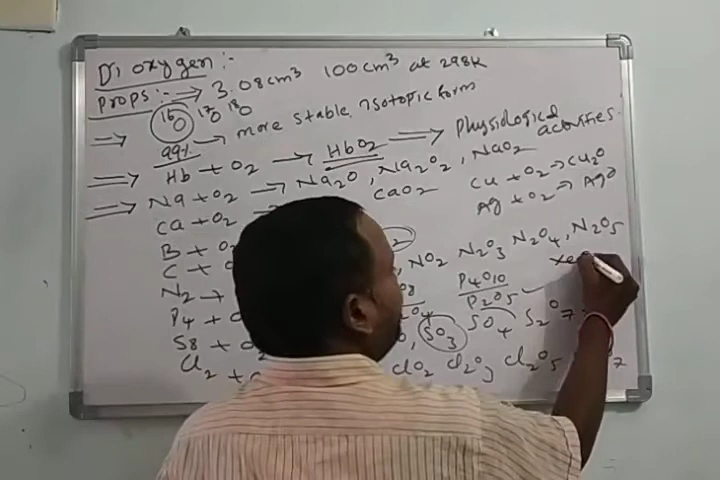 Di oxygen :-
Props :- → 3.08cm³ 100cm³ at 298K
⇒ ¹⁶O ¹⁷O ¹⁸O
99% → more stable isotopic form
⇒ Hb + O₂ → HbO₂ ⇒ Physiological activities.
⇒ Na + O₂ → Na₂O, Na₂O₂, NaO₂
Ca + O₂ CaO₂ Cu + O₂ → Cu₂O
Ag + O₂ →
B + O₂
C +
N₂ + NO₂ N₂O₃ N₂O₄, N₂O₅
P₄ + P₄O₁₀
P₂O₅
S₈ + SO₃ SO₄ S₂O₇
Cl₂ + ClO₂ Cl₂O₃ Cl₂O₅ 7